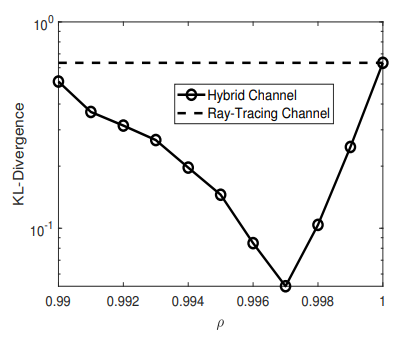 10^0
KL-Divergence
Hybrid Channel
Ray-Tracing Channel
10^-1
0.99 0.992 0.994 0.996 0.998 1
ρ